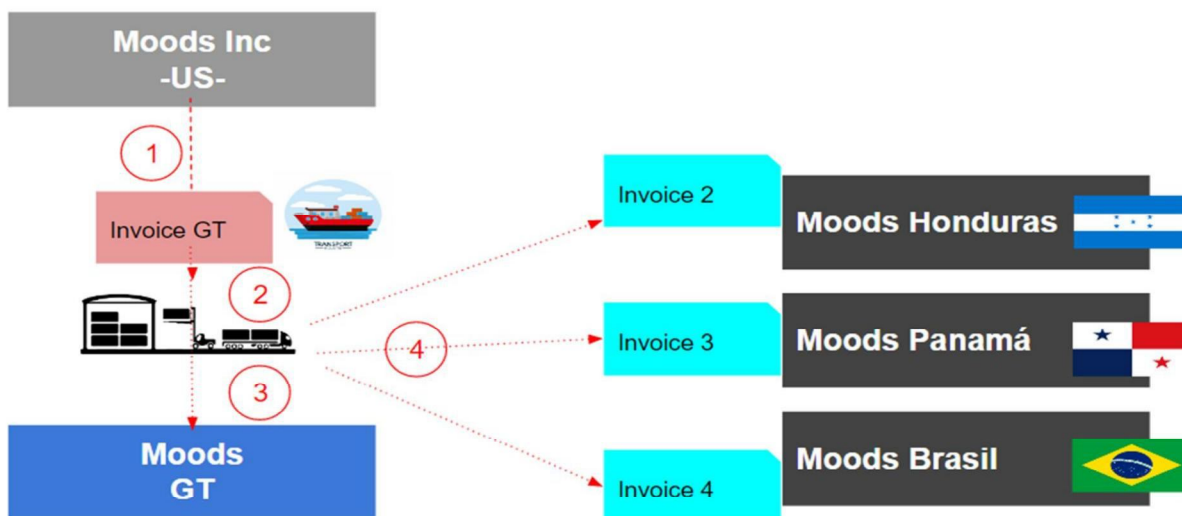 Moods Inc
-US-
1
Invoice GT
TRANSPORT
2
3
Moods
GT
4
Invoice 2
Moods Honduras
Invoice 3
Moods Panamá
Invoice 4
Moods Brasil